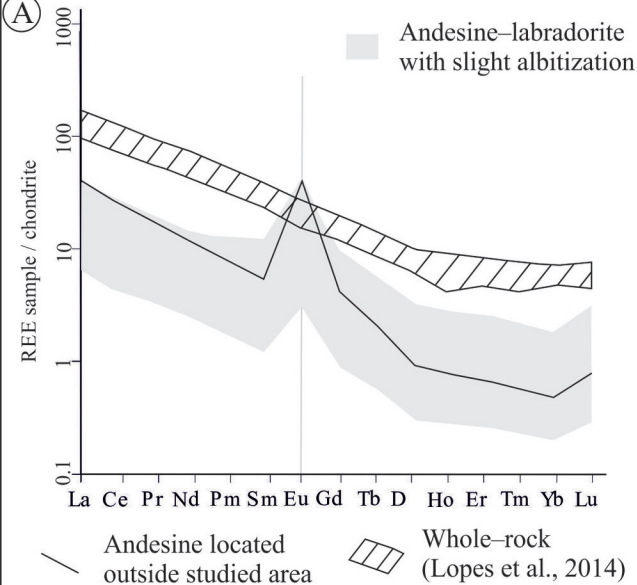 A
Andesine–labradorite
with slight albitization
REE sample / chondrite
1000
100
10
1
0.1
La Ce Pr Nd Pm Sm Eu Gd Tb D Ho Er Tm Yb Lu
Andesine located
outside studied area
Whole–rock
(Lopes et al., 2014)